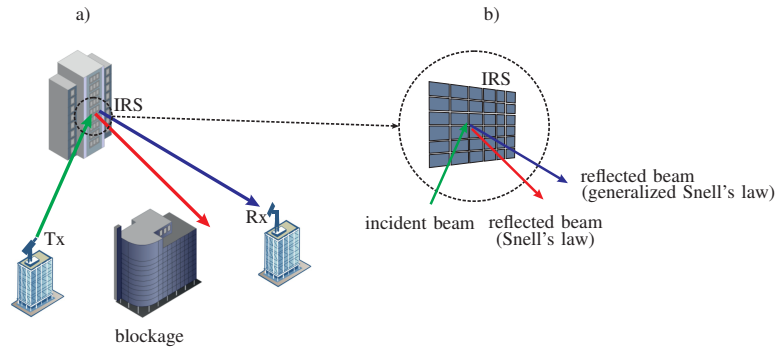 a)
IRS
Tx
Rx
blockage
b)
IRS
incident beam
reflected beam
(Snell's law)
reflected beam
(generalized Snell's law)